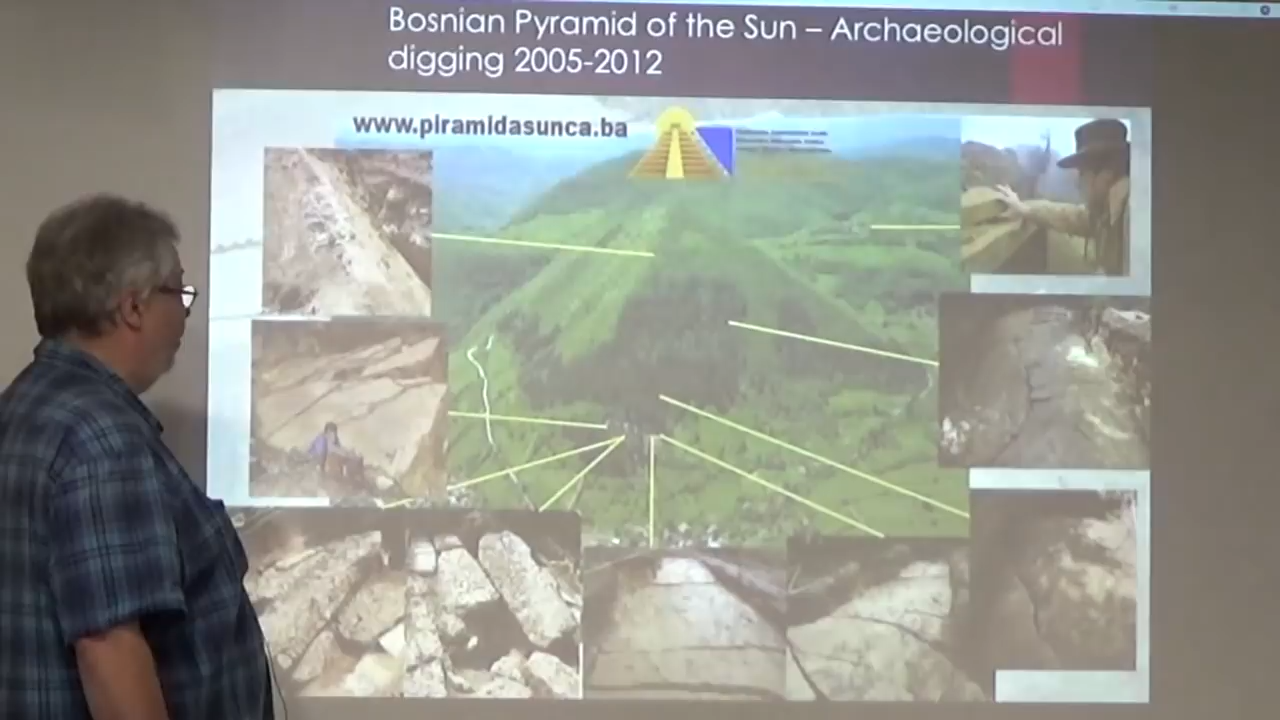 Bosnian Pyramid of the Sun – Archaeological
digging 2005-2012
www.piramidasunca.ba